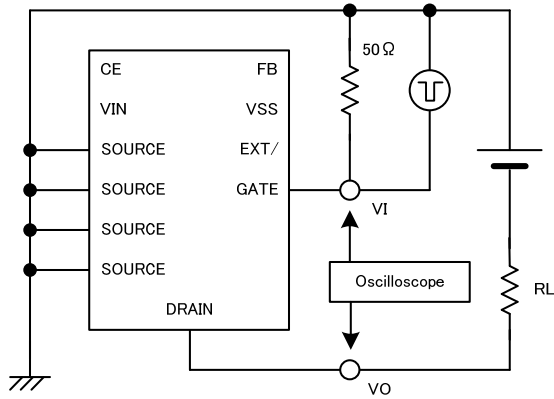 50Ω
CE FB
VIN VSS
SOURCE EXT/
SOURCE GATE
SOURCE
SOURCE
DRAIN
VI
Oscilloscope
RL
VO